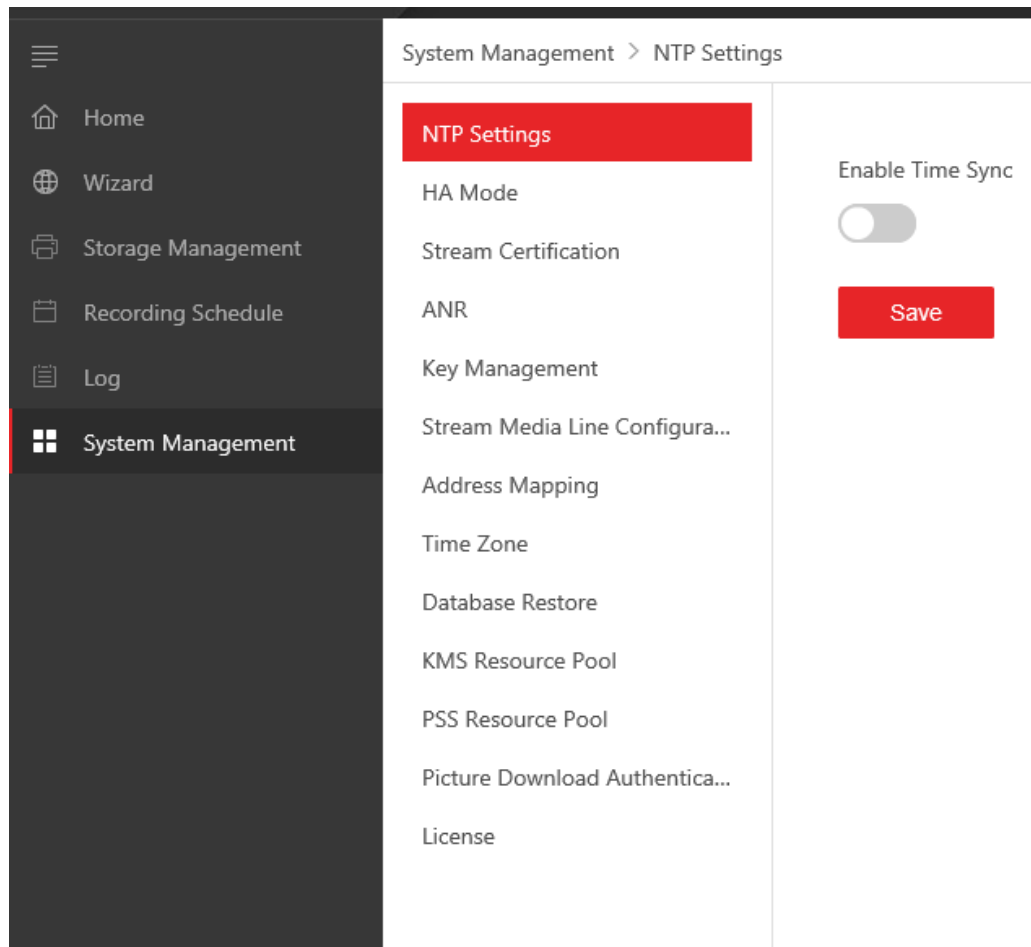 System Management > NTP Settings
Home
Wizard
Storage Management
Recording Schedule
Log
System Management
NTP Settings
HA Mode
Stream Certification
ANR
Key Management
Stream Media Line Configura...
Address Mapping
Time Zone
Database Restore
KMS Resource Pool
PSS Resource Pool
Picture Download Authentica...
License
Enable Time Sync
Save